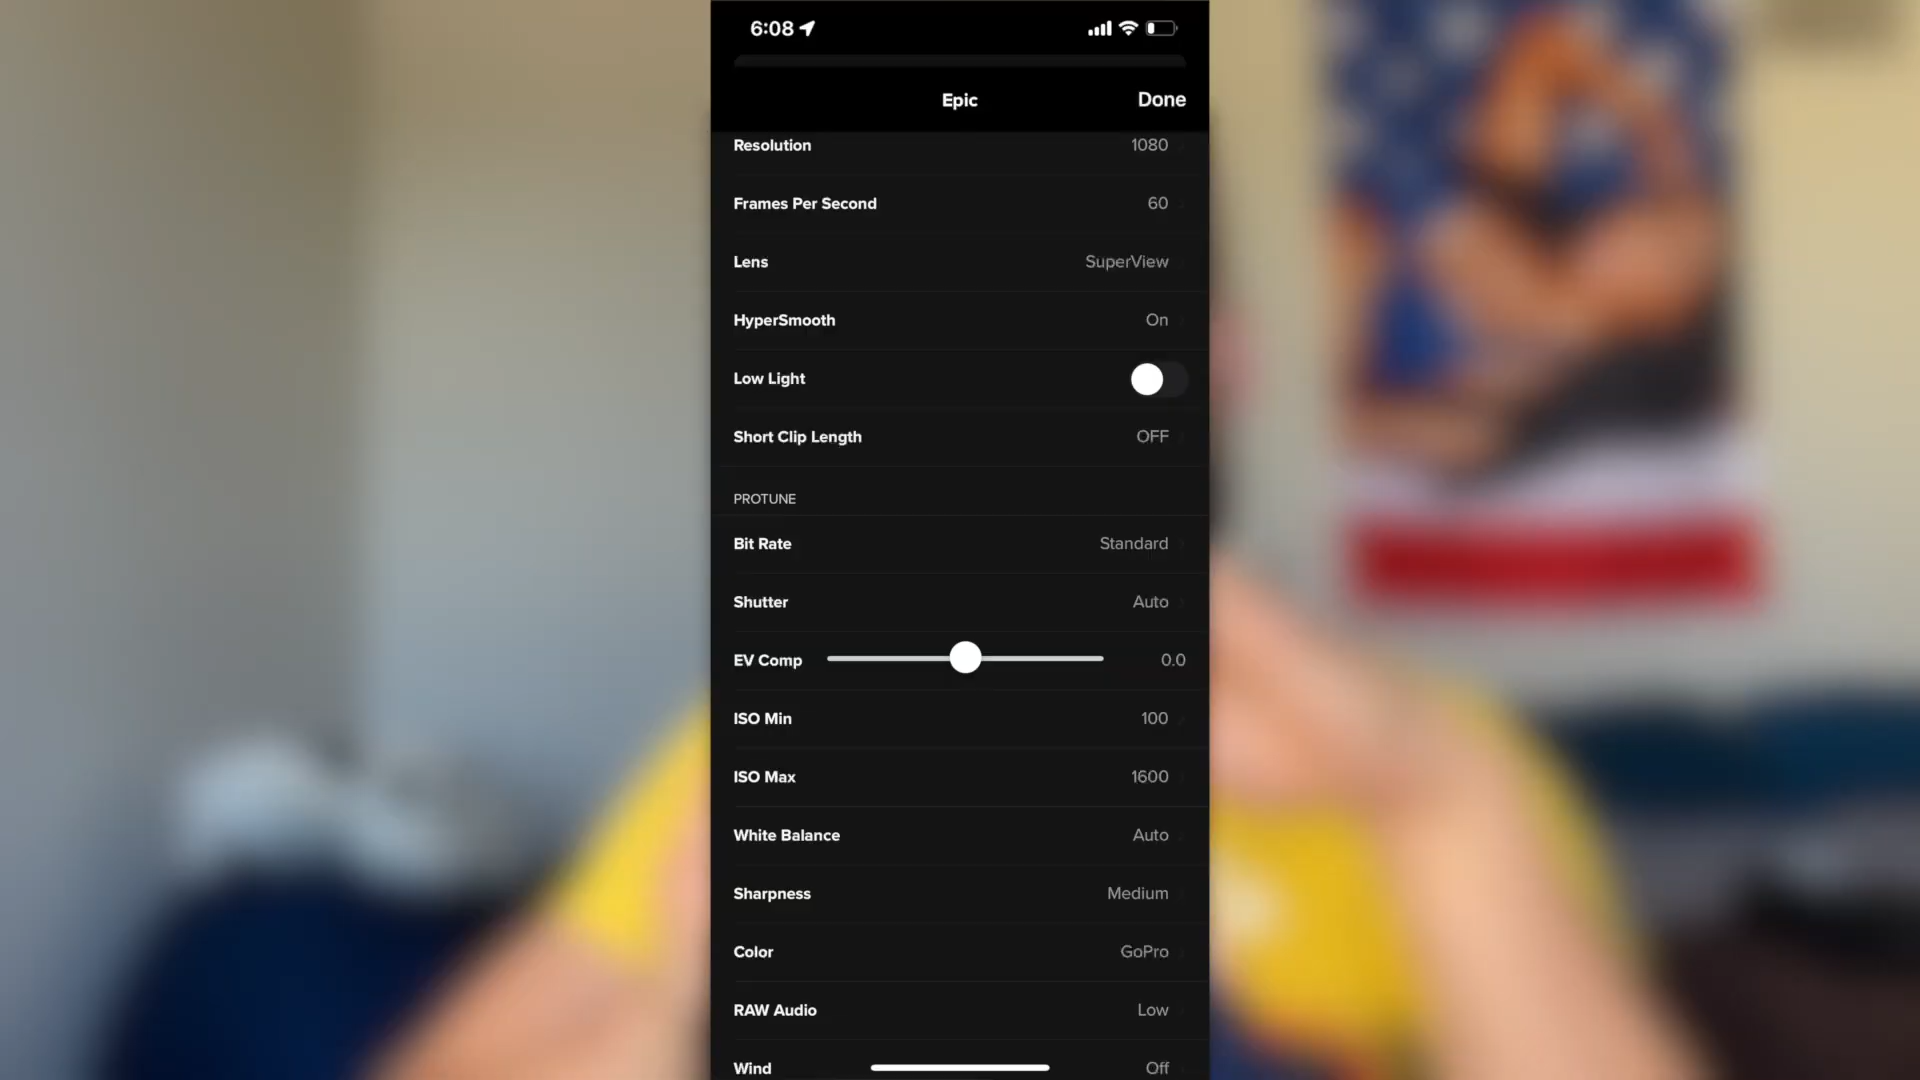 6:08
Epic Done
Resolution 1080
Frames Per Second 60
Lens SuperView
HyperSmooth On
Low Light
Short Clip Length OFF
PROTUNE
Bit Rate Standard
Shutter Auto
EV Comp 0.0
ISO Min 100
ISO Max 1600
White Balance Auto
Sharpness Medium
Color GoPro
RAW Audio Low
Wind Off